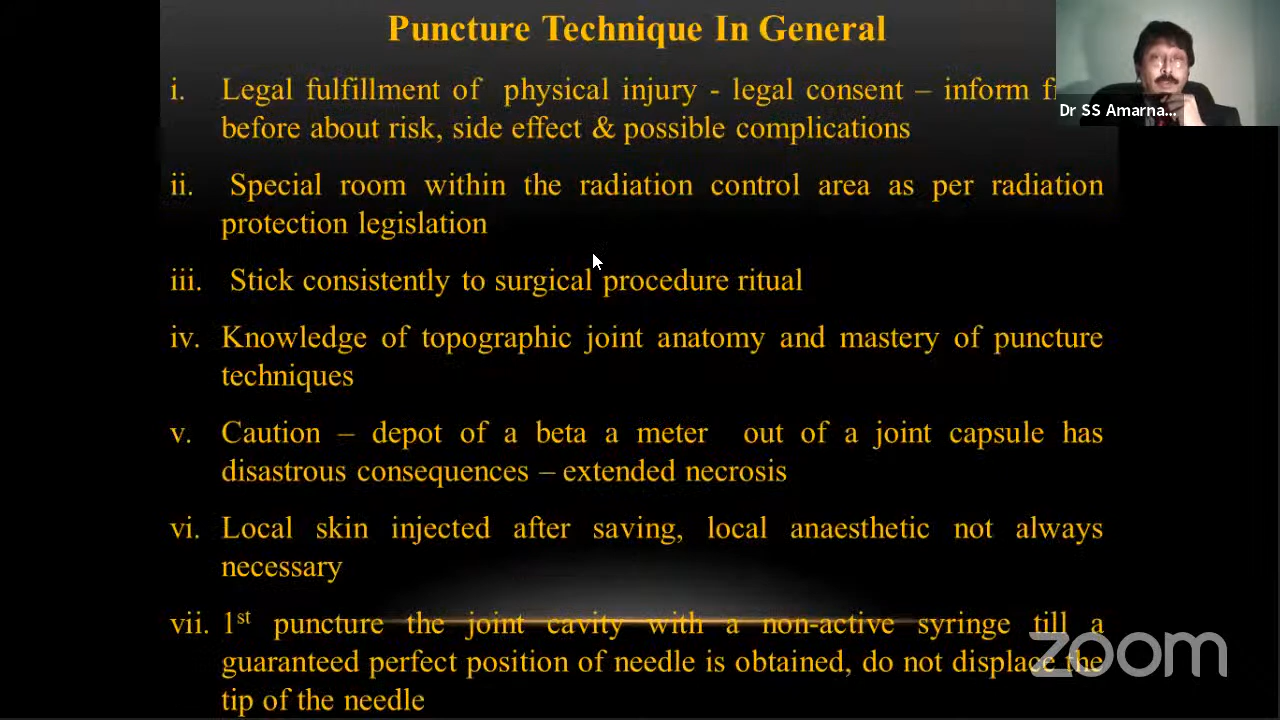 Puncture Technique In General
i. Legal fulfillment of physical injury - legal consent – inform
before about risk, side effect & possible complications
ii. Special room within the radiation control area as per radiation
protection legislation
iii. Stick consistently to surgical procedure ritual
iv. Knowledge of topographic joint anatomy and mastery of puncture
techniques
v. Caution – depot of a beta a meter out of a joint capsule has
disastrous consequences – extended necrosis
vi. Local skin injected after saving, local anaesthetic not always
necessary
vii. 1st puncture the joint cavity with a non-active syringe till a
guaranteed perfect position of needle is obtained, do not displace the
tip of the needle
Dr SS Amarna...
zoom